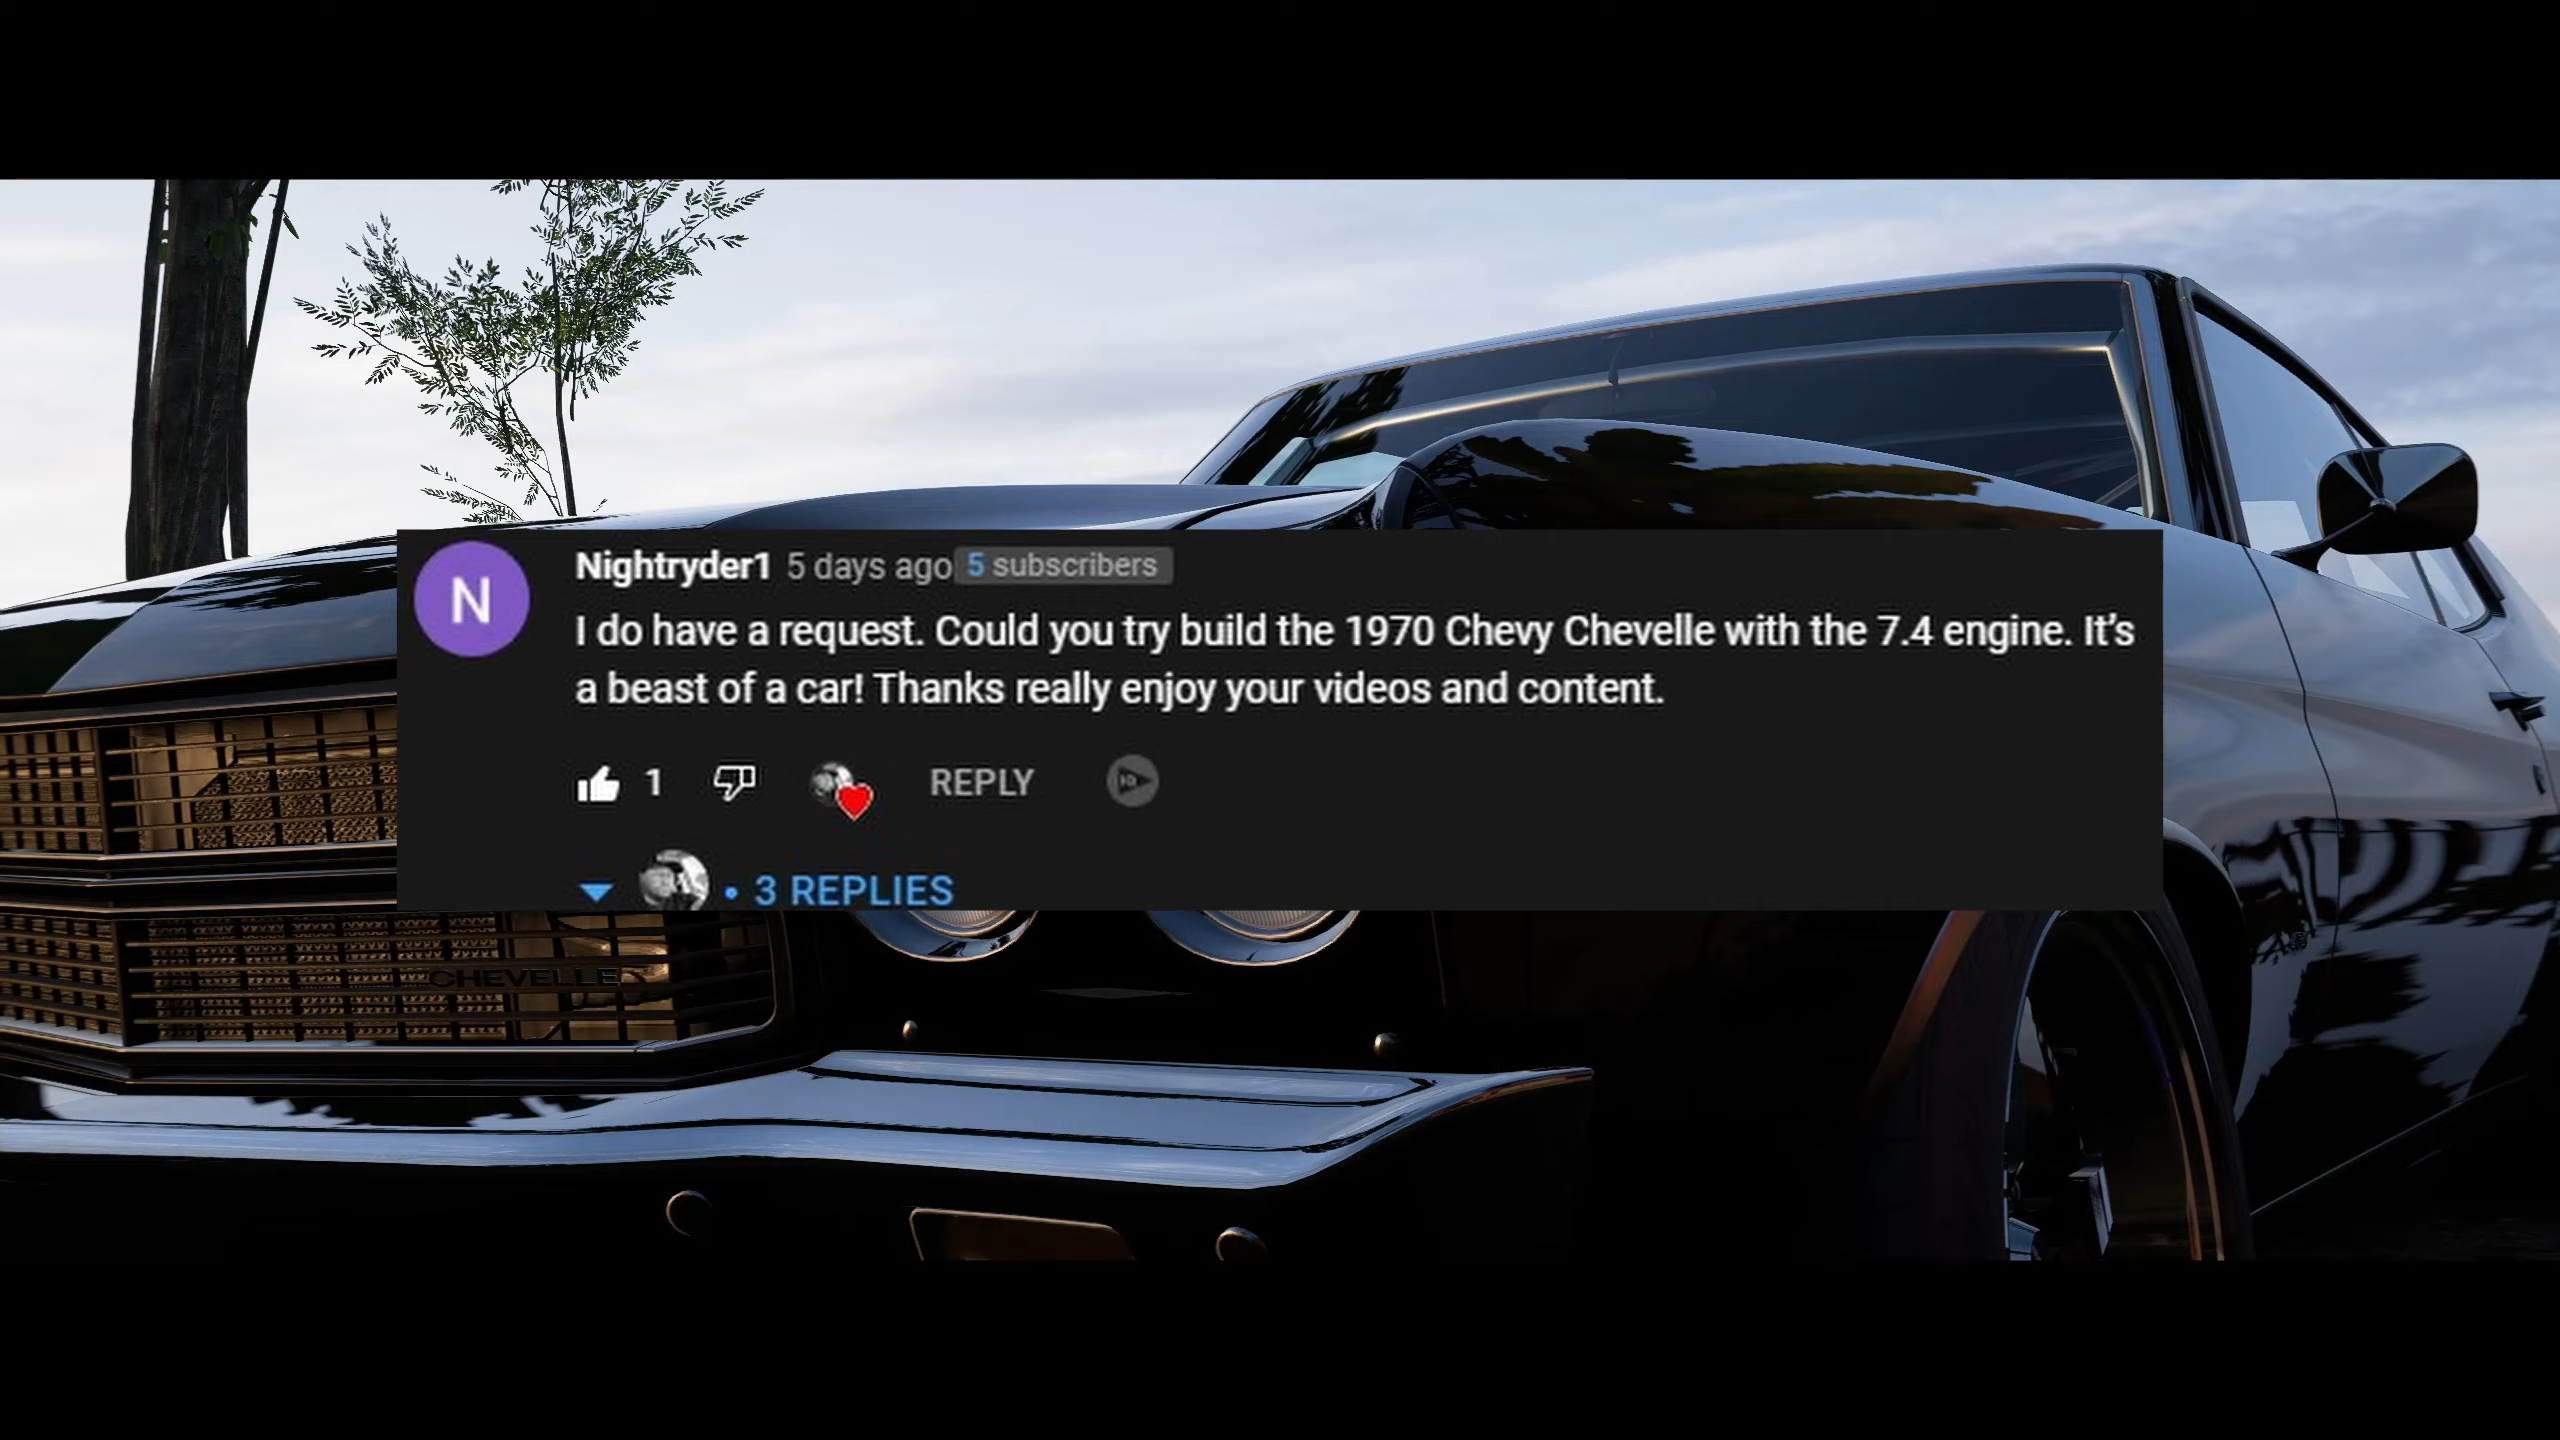 N
Nightryder1 5 days ago 5 subscribers
I do have a request. Could you try build the 1970 Chevy Chevelle with the 7.4 engine. It's
a beast of a car! Thanks really enjoy your videos and content.
1 REPLY
• 3 REPLIES
CHEVELLE